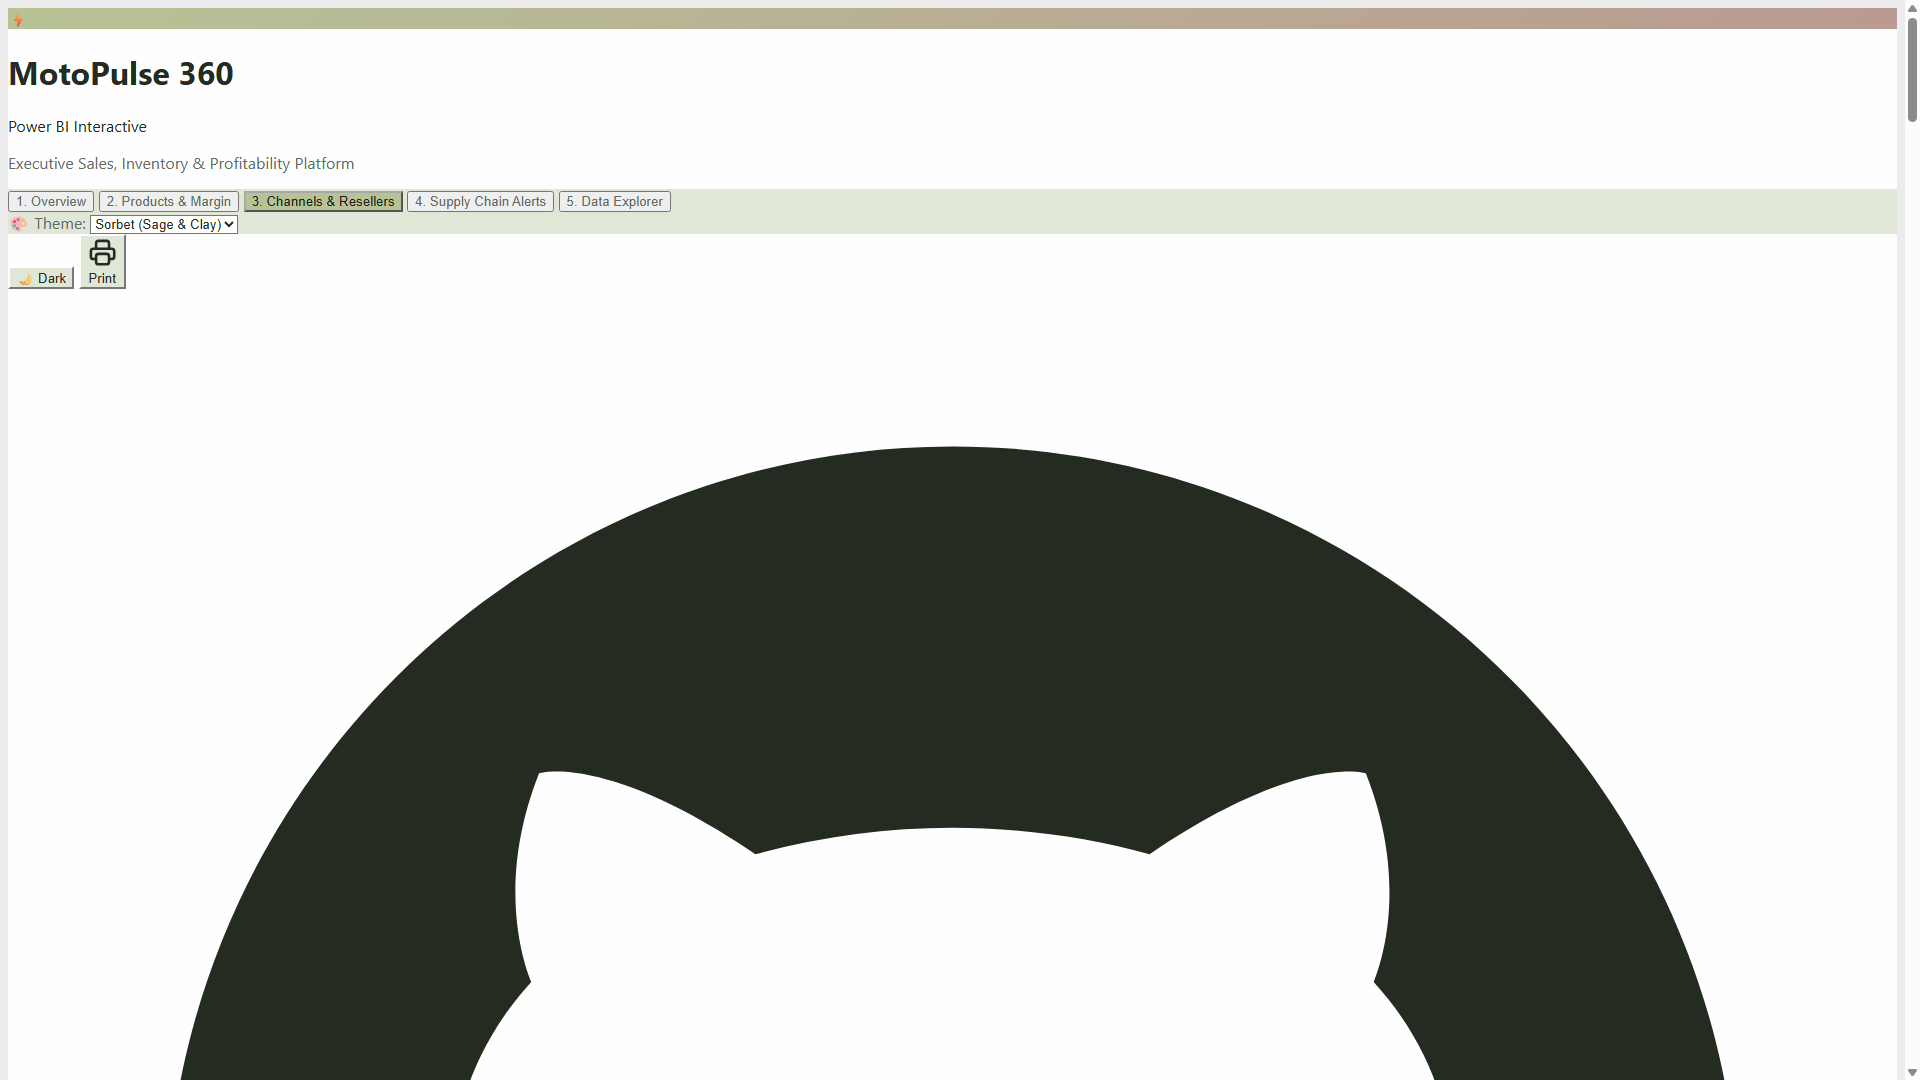 MotoPulse 360
Power BI Interactive
Executive Sales, Inventory & Profitability Platform
1. Overview 2. Products & Margin 3. Channels & Resellers 4. Supply Chain Alerts 5. Data Explorer
🎨 Theme: Sorbet (Sage & Clay)
🌙 Dark Print